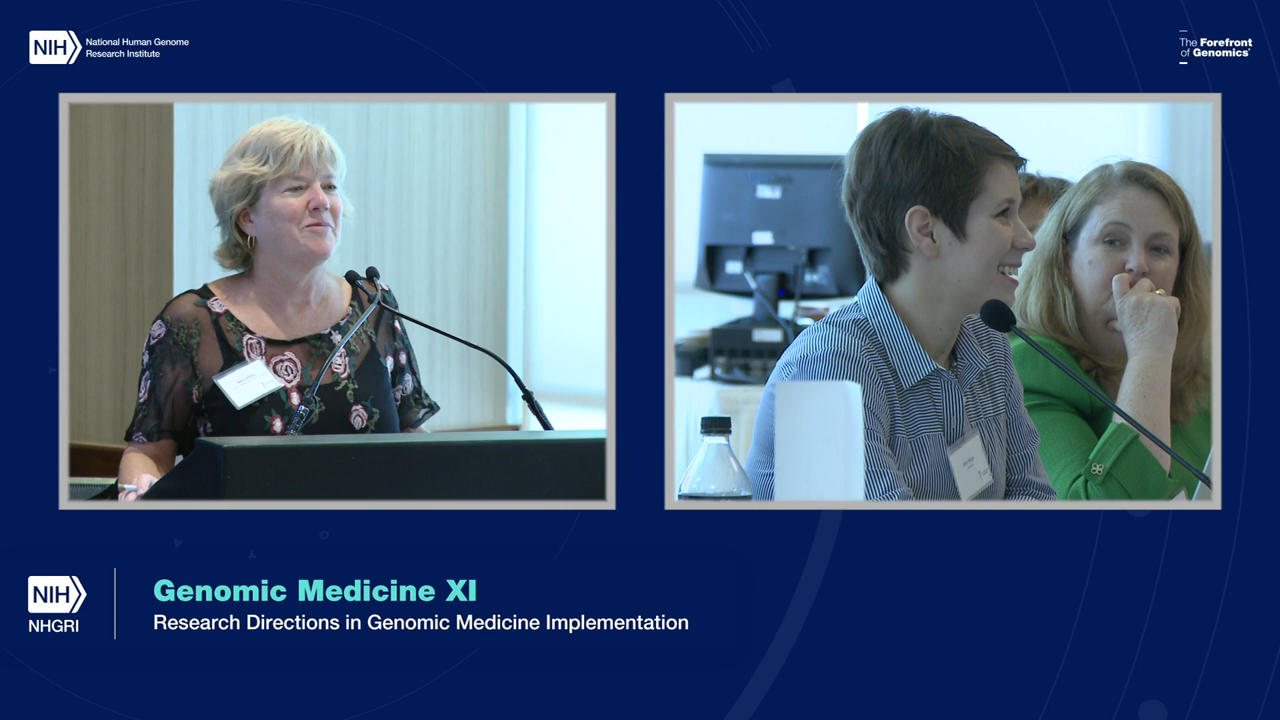 NIH
National Human Genome
Research Institute
The Forefront
of Genomics®
NIH
NHGRI
Genomic Medicine XI
Research Directions in Genomic Medicine Implementation